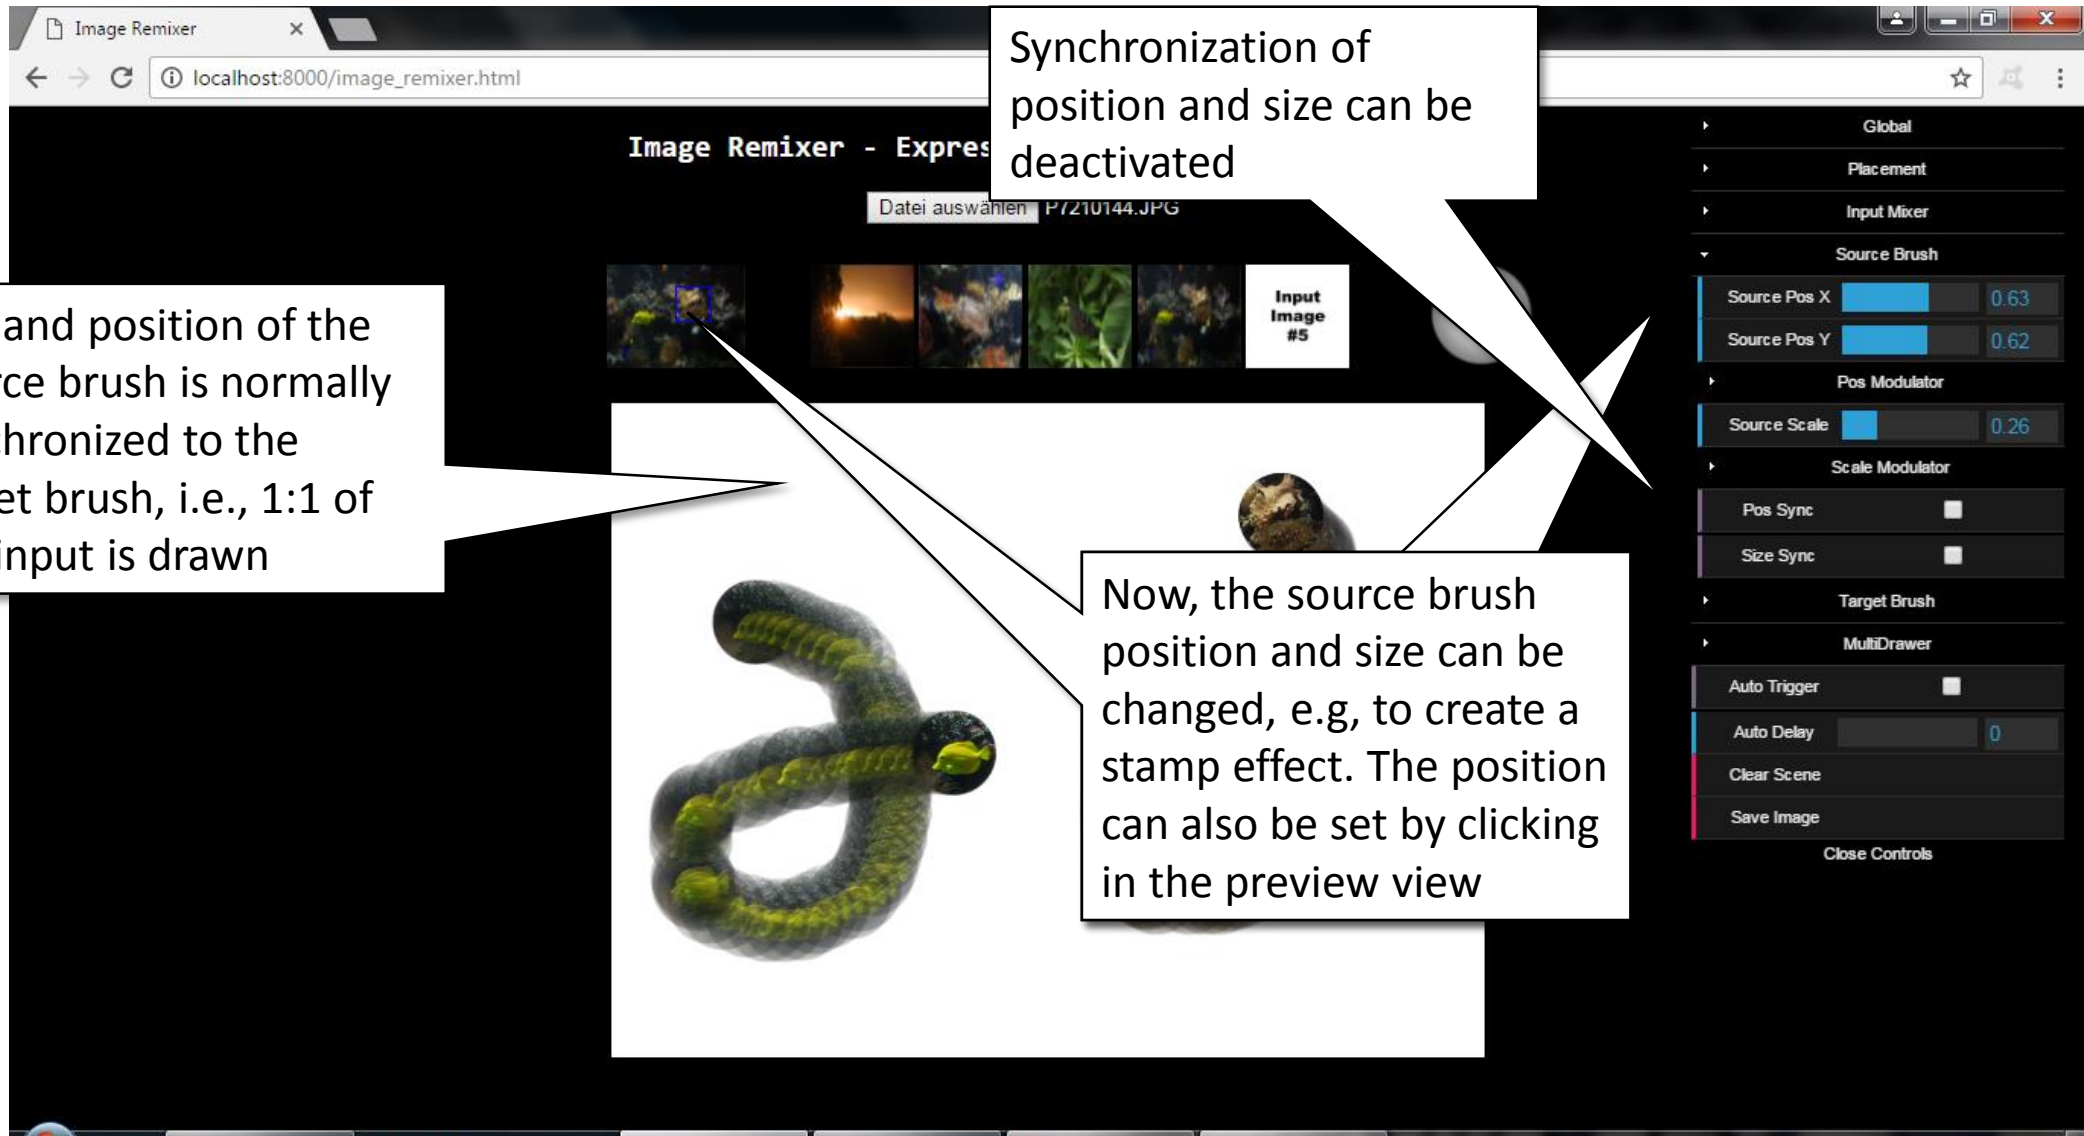 Image Remixer
localhost:8000/image_remixer.html
Synchronization of
position and size can be
deactivated
Image Remixer - Expres
Datei auswählen P7210144.JPG
Input
Image
#5
and position of the
brush is normally
to the
brush, i.e., 1:1 of
input is drawn
Now, the source brush
position and size can be
changed, e.g, to create a
stamp effect. The position
can also be set by clicking
in the preview view
Global
Placement
Input Mixer
Source Brush
Source Pos X 0.63
Source Pos Y 0.62
Pos Modulator
Source Scale 0.26
Scale Modulator
Pos Sync
Size Sync
Target Brush
MultiDrawer
Auto Trigger
Auto Delay 0
Clear Scene
Save Image
Close Controls